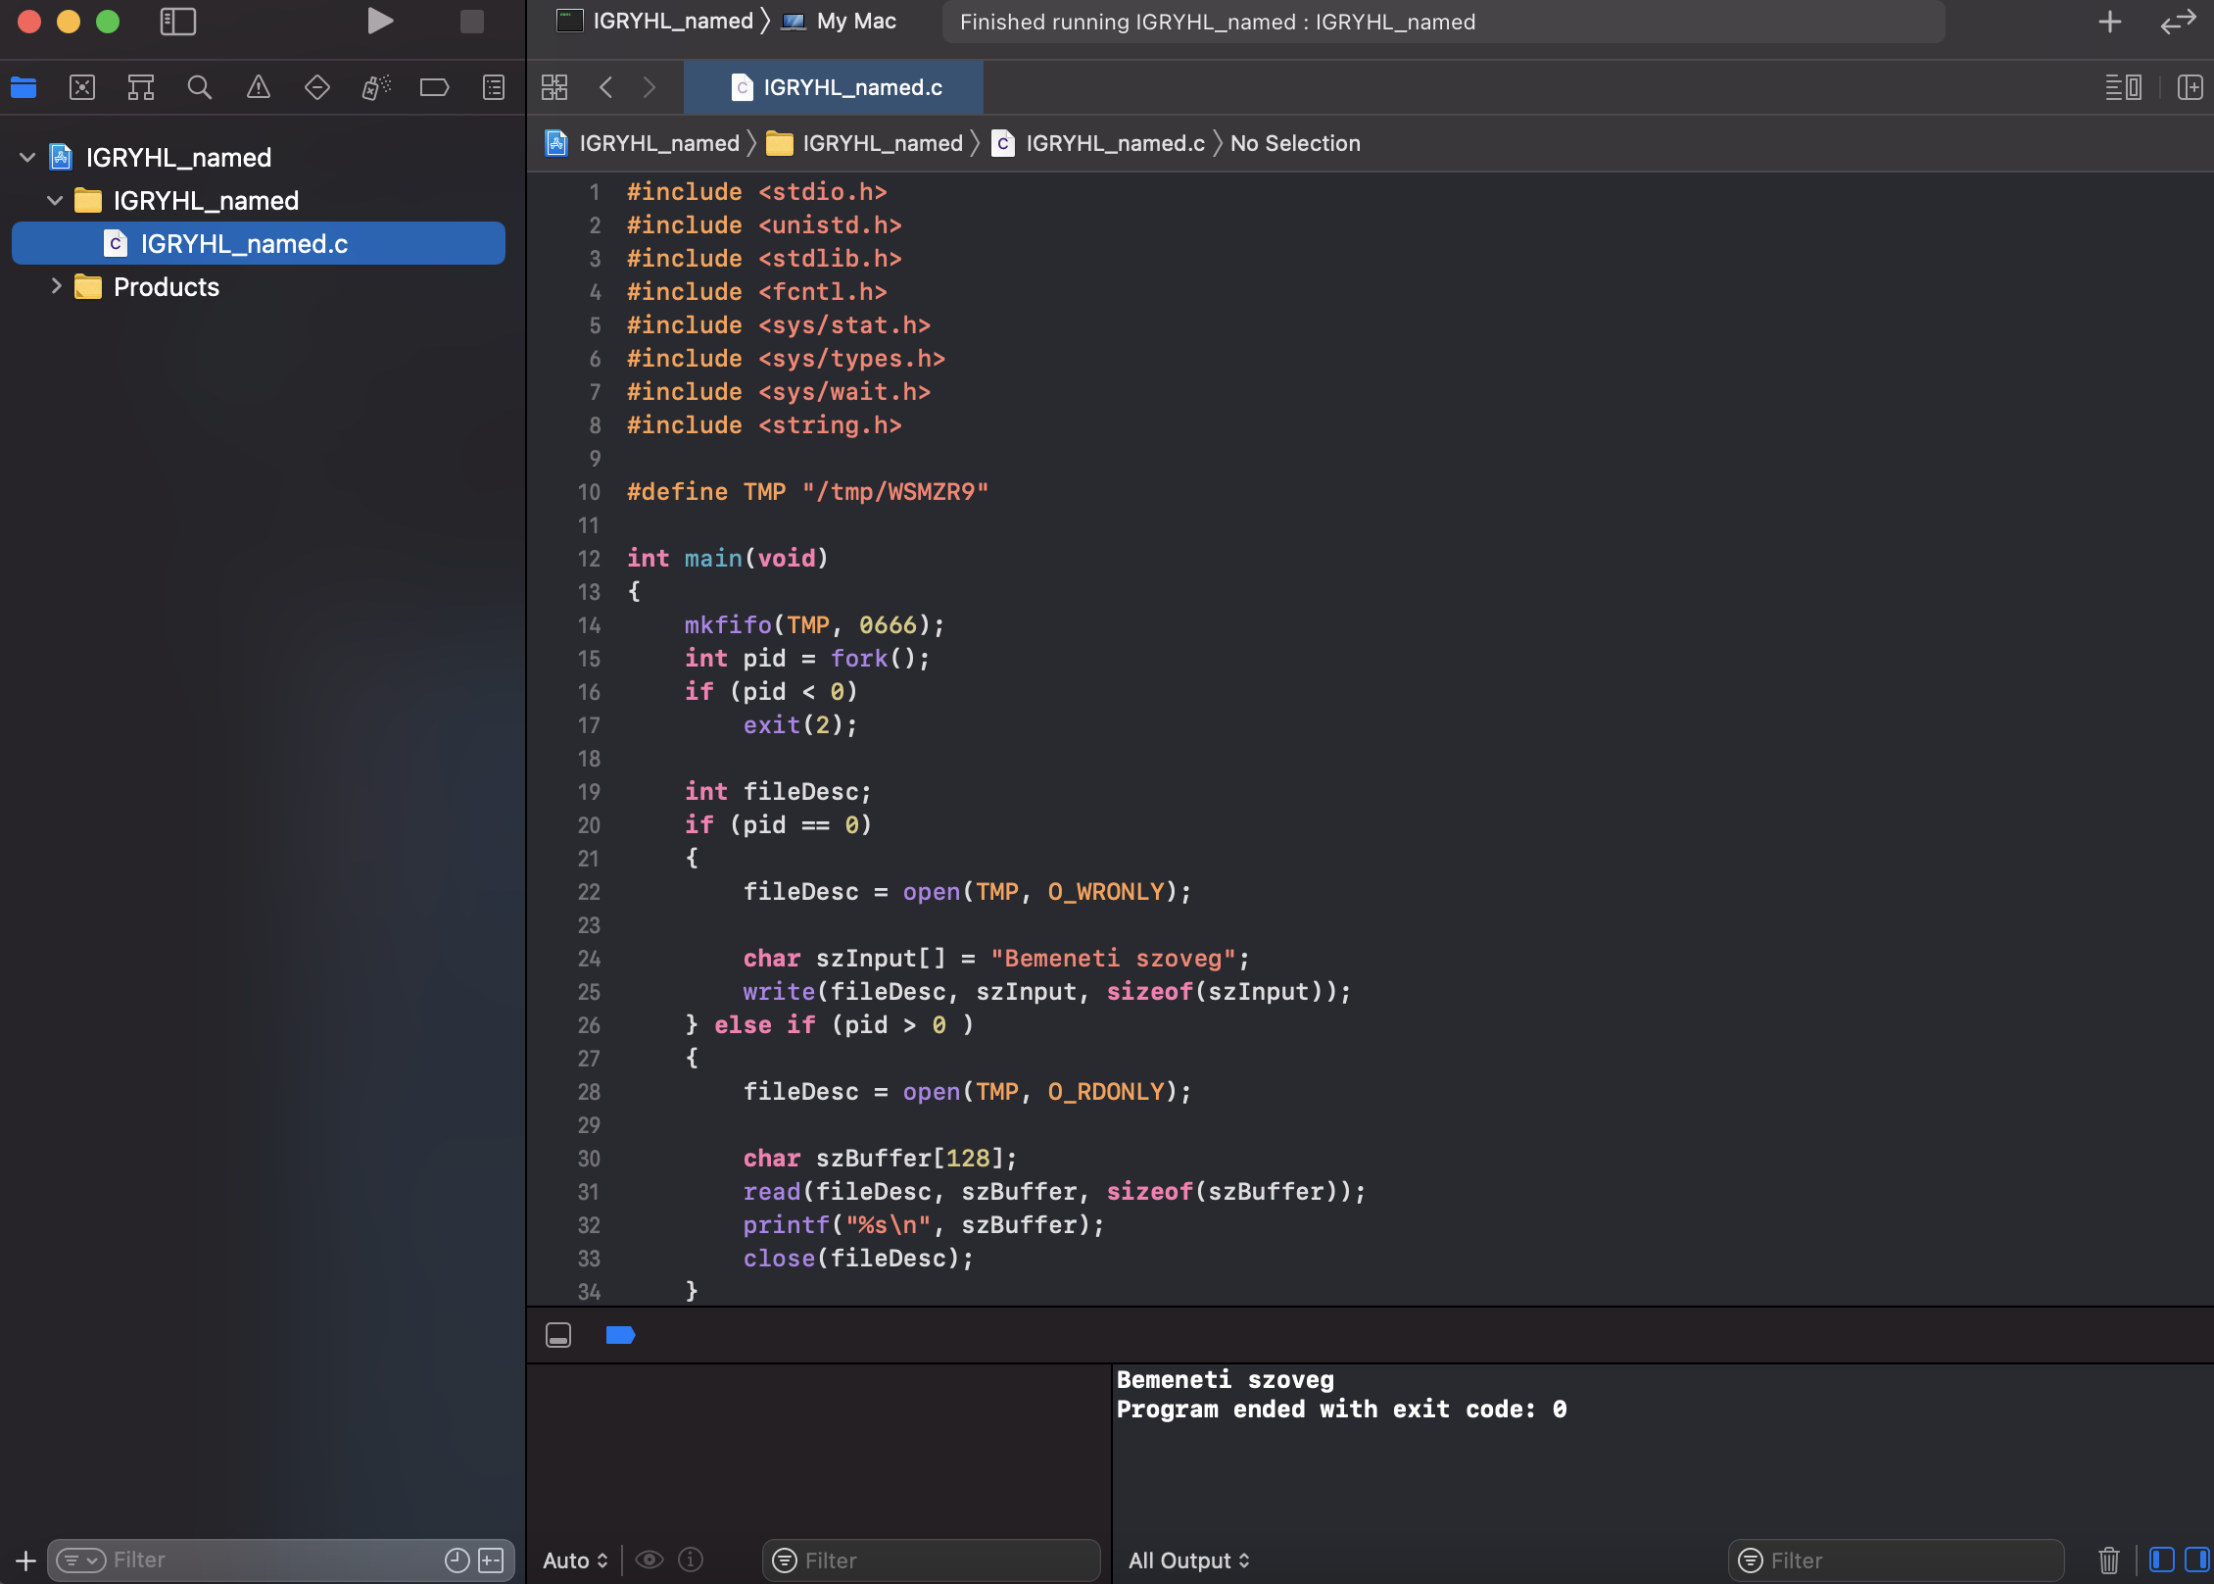 IGRYHL_named 〉 My Mac
Finished running IGRYHL_named : IGRYHL_named
IGRYHL_named.c
IGRYHL_named
IGRYHL_named
IGRYHL_named.c
Products
IGRYHL_named 〉 IGRYHL_named 〉 IGRYHL_named.c 〉 No Selection
1 #include <stdio.h>
2 #include <unistd.h>
3 #include <stdlib.h>
4 #include <fcntl.h>
5 #include <sys/stat.h>
6 #include <sys/types.h>
7 #include <sys/wait.h>
8 #include <string.h>
9
10 #define TMP "/tmp/WSMZR9"
11
12 int main(void)
13 {
14     mkfifo(TMP, 0666);
15     int pid = fork();
16     if (pid < 0)
17         exit(2);
18
19     int fileDesc;
20     if (pid == 0)
21     {
22         fileDesc = open(TMP, O_WRONLY);
23
24         char szInput[] = "Bemeneti szoveg";
25         write(fileDesc, szInput, sizeof(szInput));
26     } else if (pid > 0 )
27     {
28         fileDesc = open(TMP, O_RDONLY);
29
30         char szBuffer[128];
31         read(fileDesc, szBuffer, sizeof(szBuffer));
32         printf("%s\n", szBuffer);
33         close(fileDesc);
34     }
Bemeneti szoveg
Program ended with exit code: 0
Filter
Auto
Filter
All Output
Filter